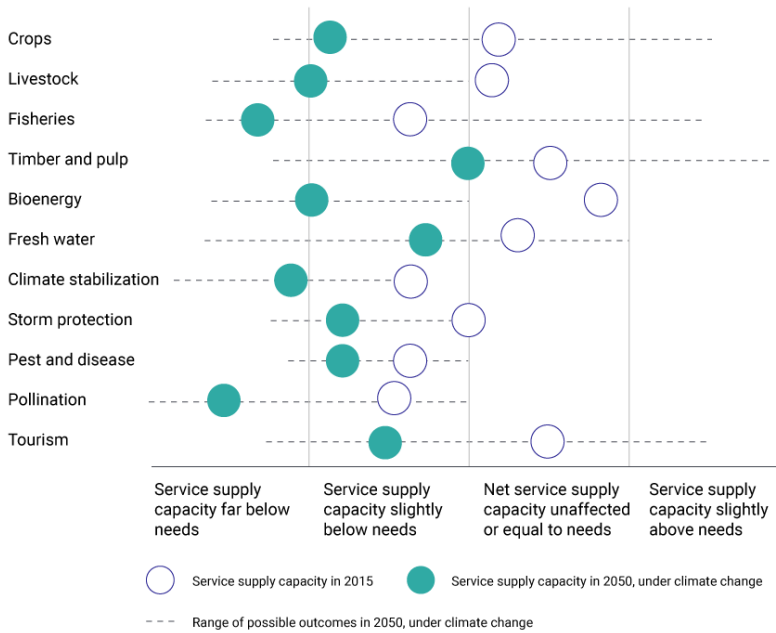 Crops
Livestock
Fisheries
Timber and pulp
Bioenergy
Fresh water
Climate stabilization
Storm protection
Pest and disease
Pollination
Tourism
Service supply
capacity far below
needs
Service supply
capacity slightly
below needs
Net service supply
capacity unaffected
or equal to needs
Service supply
capacity slightly
above needs
Service supply capacity in 2015
Service supply capacity in 2050, under climate change
Range of possible outcomes in 2050, under climate change